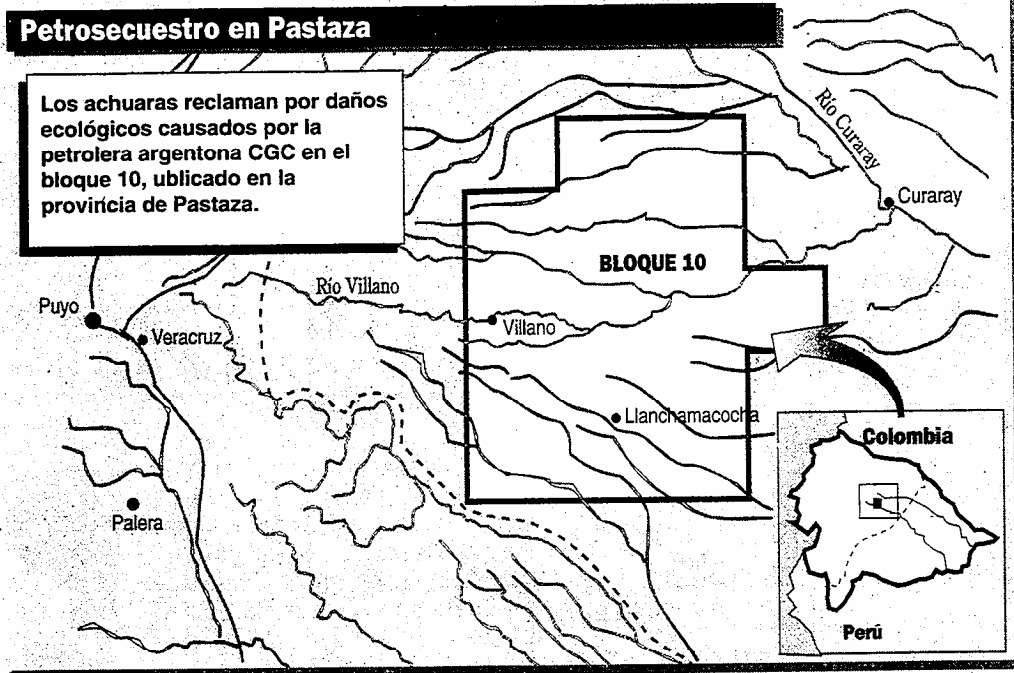 Petrosecuestro en Pastaza
Los achuaras reclaman por daños
ecológicos causados por la
petrolera argentona CGC en el
bloque 10, ublicado en la
provincia de Pastaza.
Río Curaray
Curaray
BLOQUE 10
Río Villano
Puyo
Veracruz
Villano
Llanchamacocha
Colombia
Palera
Perú